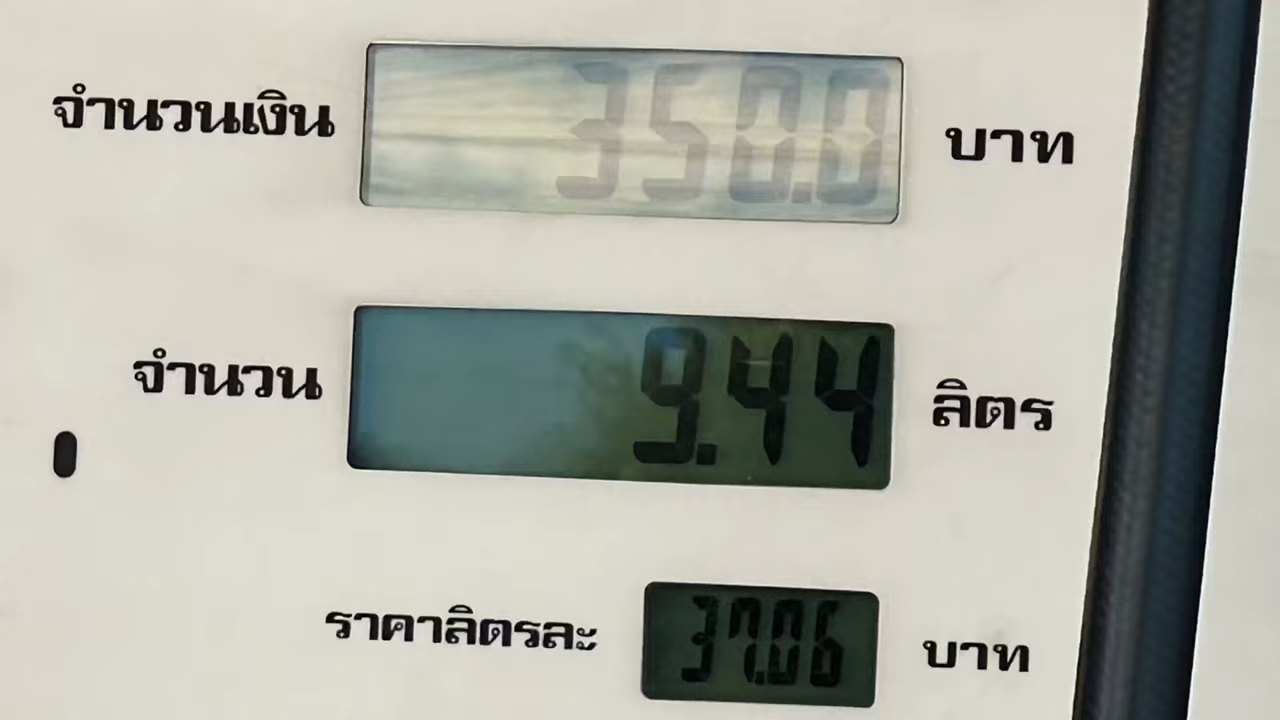 จำนวนเงิน 350.0 บาท
จำนวน 9.44 ลิตร
ราคาลิตรละ 37.06 บาท